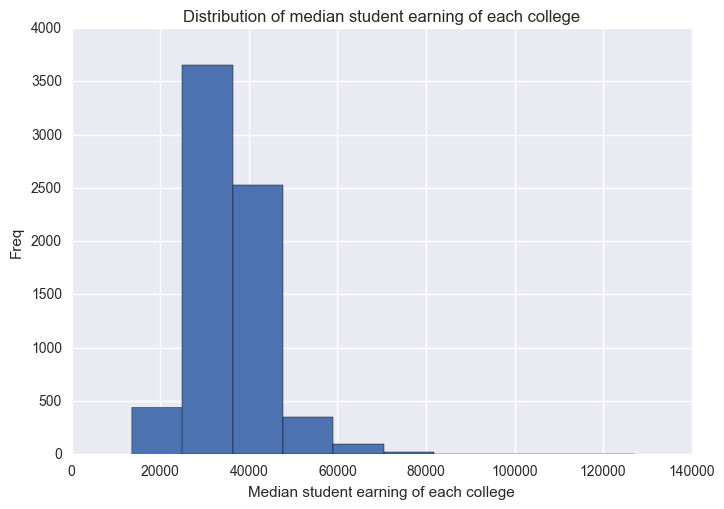 Distribution of median student earning of each college
4000
3500
3000
2500
2000
1500
1000
500
0
Freq
0 20000 40000 60000 80000 100000 120000 140000
Median student earning of each college